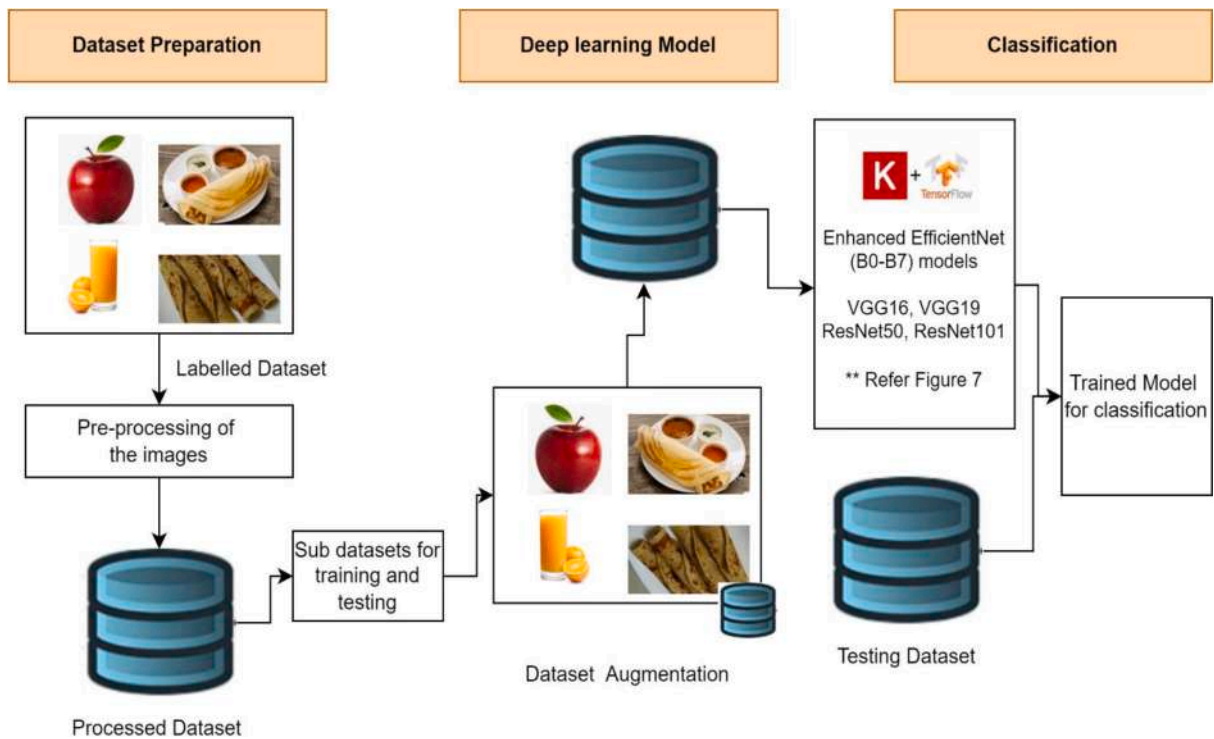 Dataset Preparation
Deep learning Model
Classification
Labelled Dataset
Pre-processing of
the images
Processed Dataset
Sub datasets for
training and
testing
Dataset Augmentation
K
+
TensorFlow
Enhanced EfficientNet
(B0-B7) models
VGG16, VGG19
ResNet50, ResNet101
** Refer Figure 7
Testing Dataset
Trained Model
for classification